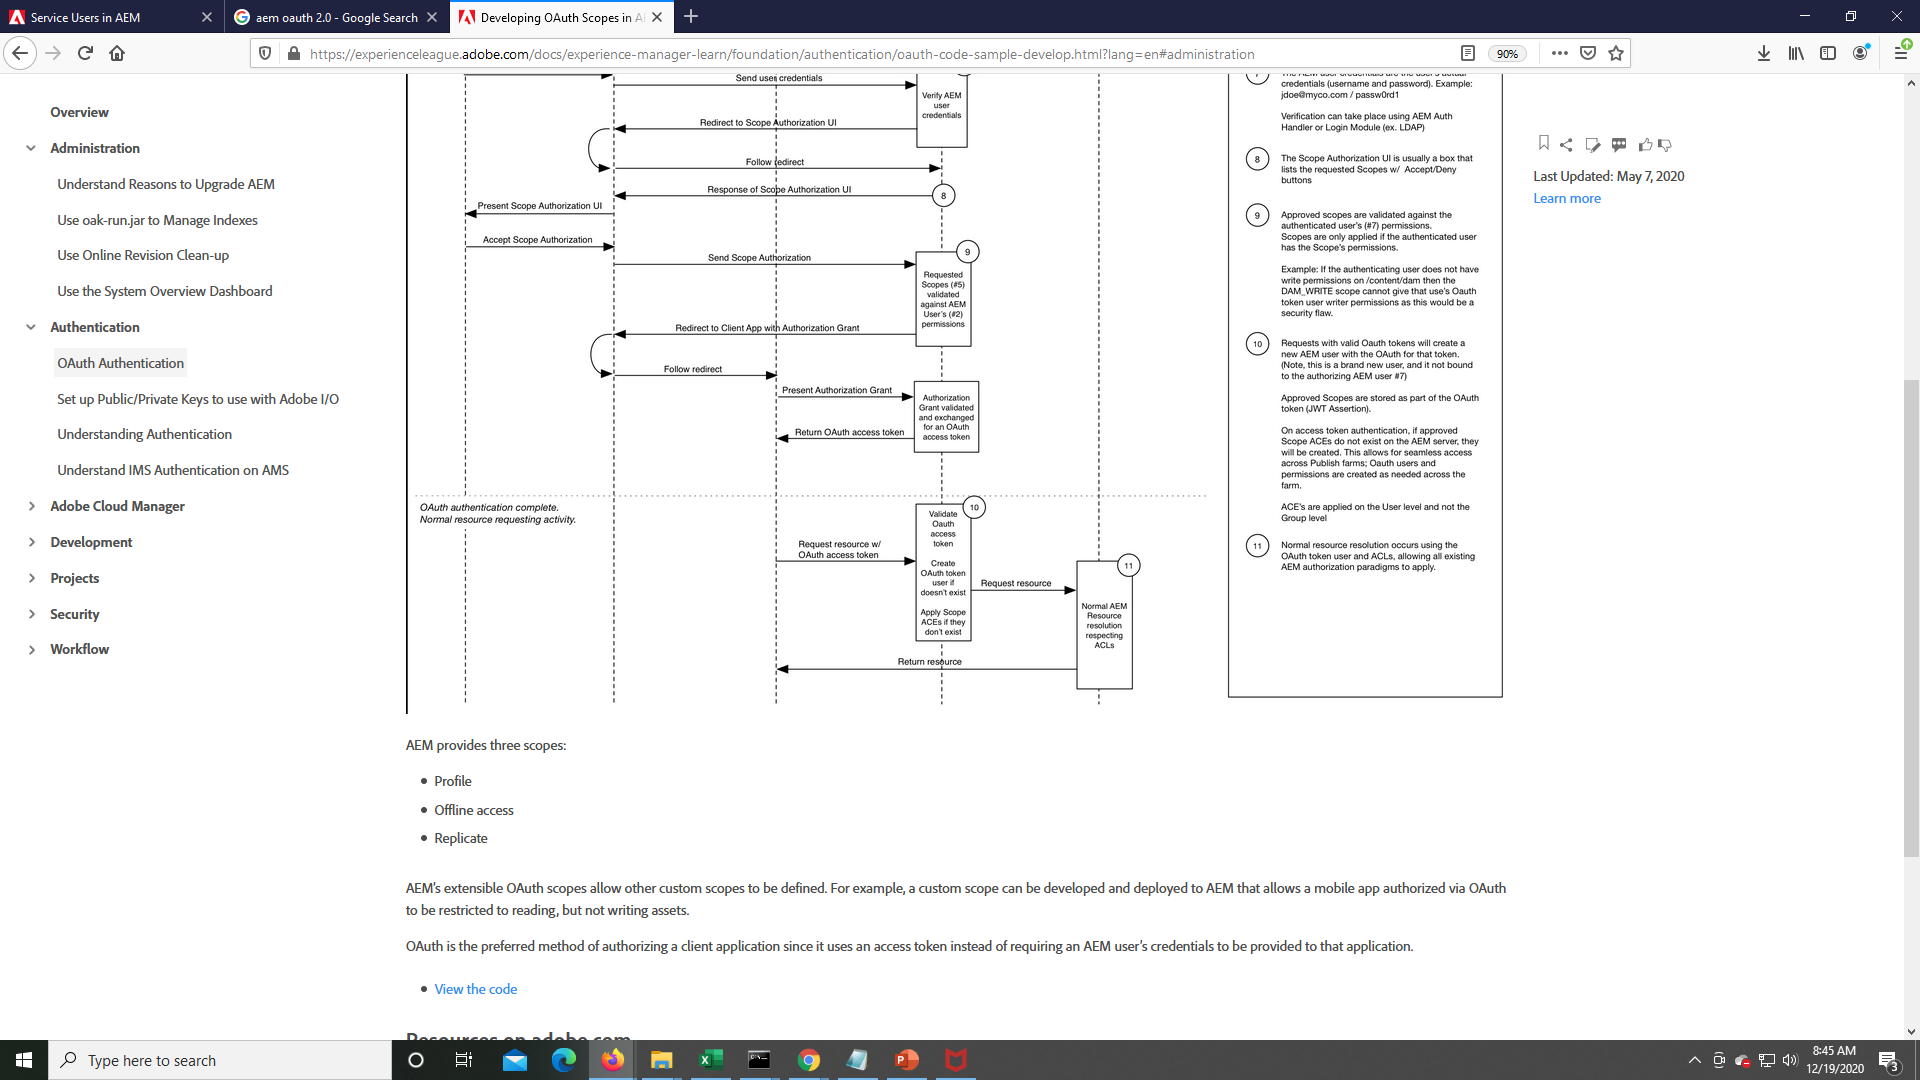 Service Users in AEM
aem oauth 2.0 - Google Search
Developing OAuth Scopes in AE
https://experienceleague.adobe.com/docs/experience-manager-learn/foundation/authentication/oauth-code-sample-develop.html?lang=en#administration
90%
Overview
Administration
Understand Reasons to Upgrade AEM
Use oak-run.jar to Manage Indexes
Use Online Revision Clean-up
Use the System Overview Dashboard
Authentication
OAuth Authentication
Set up Public/Private Keys to use with Adobe I/O
Understanding Authentication
Understand IMS Authentication on AMS
Adobe Cloud Manager
Development
Projects
Security
Workflow
Send uses credentials
Verify AEM
user
credentials
Redirect to Scope Authorization UI
Follow redirect
Response of Scope Authorization UI
8
Present Scope Authorization UI
Accept Scope Authorization
Send Scope Authorization
9
Requested
Scopes (#5)
validated
against AEM
User's (#2)
permissions
Redirect to Client App with Authorization Grant
Follow redirect
Present Authorization Grant
Authorization
Grant validated
and exchanged
for an OAuth
access token
Return OAuth access token
OAuth authentication complete.
Normal resource requesting activity.
10
Validate
Oauth
access
token
Create
OAuth token
user if
doesn't exist
Apply Scope
ACEs if they
don't exist
Request resource w/
OAuth access token
Request resource
11
Normal AEM
Resource
resolution
respecting
ACLs
Return resource
7
The AEM user credentials are the user's actual
credentials (username and password). Example:
jdoe@myco.com / passw0rd1
Verification can take place using AEM Auth
Handler or Login Module (ex. LDAP)
8
The Scope Authorization UI is usually a box that
lists the requested Scopes w/ Accept/Deny
buttons
9
Approved scopes are validated against the
authenticated user's (#7) permissions.
Scopes are only applied if the authenticated user
has the Scope's permissions.
Example: If the authenticating user does not have
write permissions on /content/dam then the
DAM_WRITE scope cannot give that use's Oauth
token user writer permissions as this would be a
security flaw.
10
Requests with valid Oauth tokens will create a
new AEM user with the OAuth for that token.
(Note, this is a brand new user, and it not bound
to the authorizing AEM user #7)
Approved Scopes are stored as part of the OAuth
token (JWT Assertion).
On access token authentication, if approved
Scope ACEs do not exist on the AEM server, they
will be created. This allows for seamless access
across Publish farms; Oauth users and
permissions are created as needed across the
farm.
ACE's are applied on the User level and not the
Group level
11
Normal resource resolution occurs using the
OAuth token user and ACLs, allowing all existing
AEM authorization paradigms to apply.
Last Updated: May 7, 2020
Learn more
AEM provides three scopes:
Profile
Offline access
Replicate
AEM's extensible OAuth scopes allow other custom scopes to be defined. For example, a custom scope can be developed and deployed to AEM that allows a mobile app authorized via OAuth
to be restricted to reading, but not writing assets.
OAuth is the preferred method of authorizing a client application since it uses an access token instead of requiring an AEM user's credentials to be provided to that application.
View the code
Resources on adobe.com
Type here to search
8:45 AM
12/19/2020
3